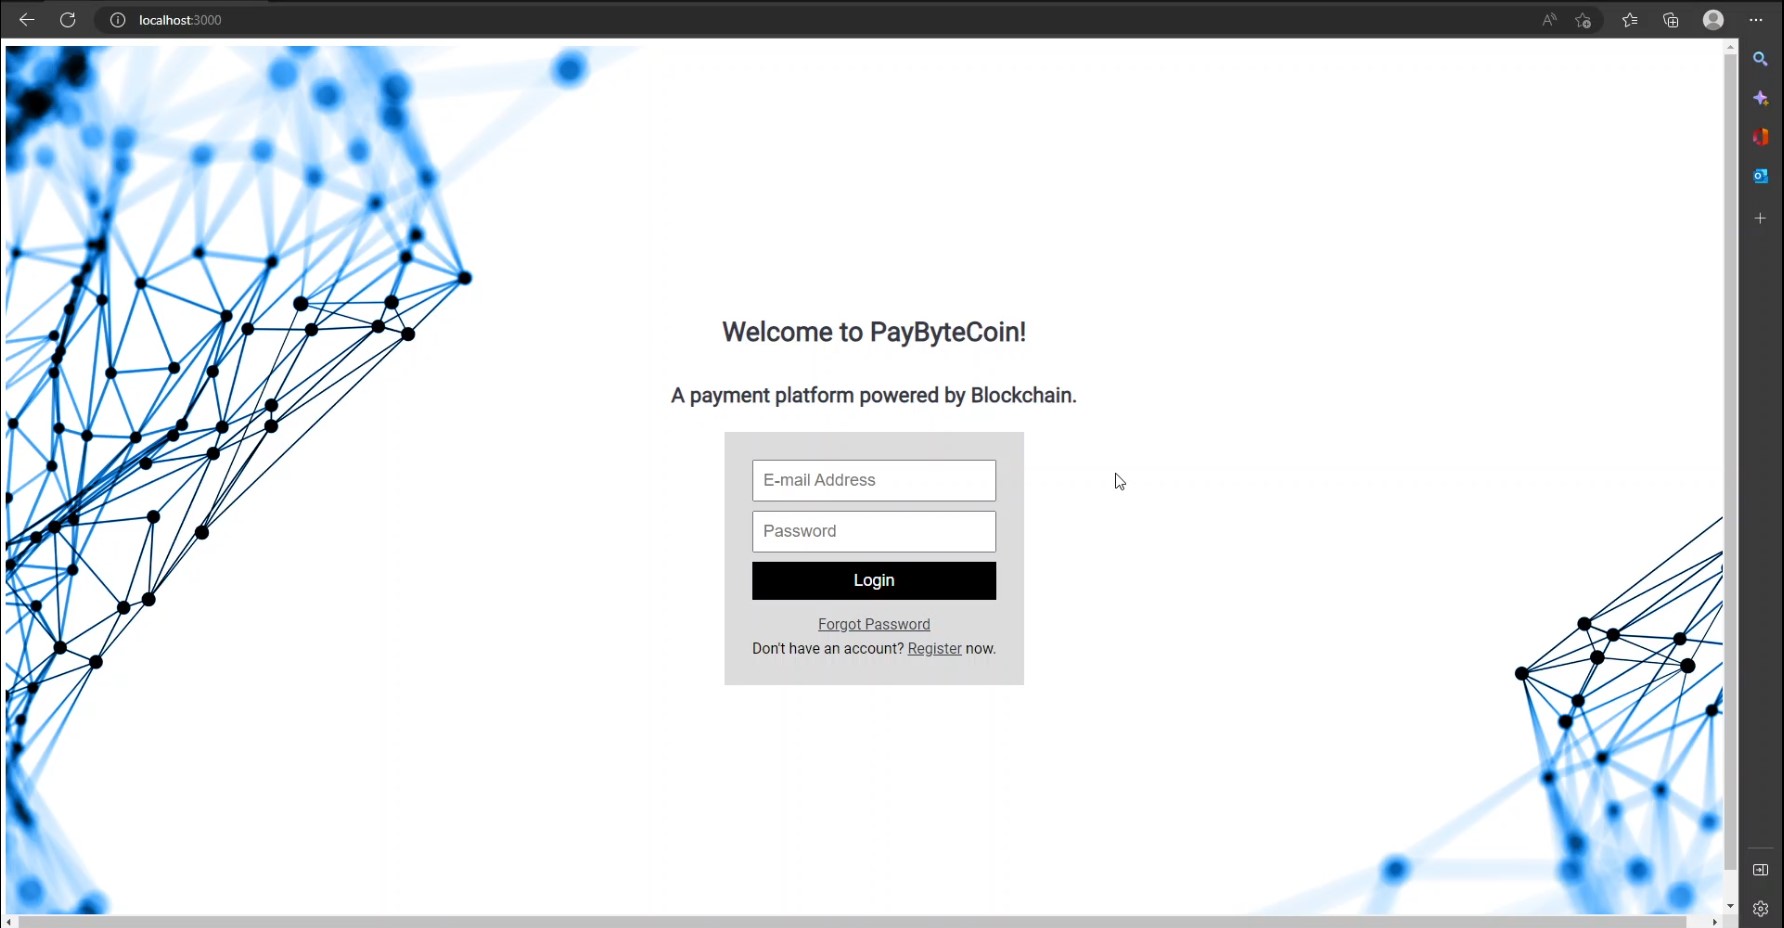 localhost:3000
Welcome to PayByteCoin!
A payment platform powered by Blockchain.
E-mail Address
Password
Login
Forgot Password
Don't have an account? Register now.